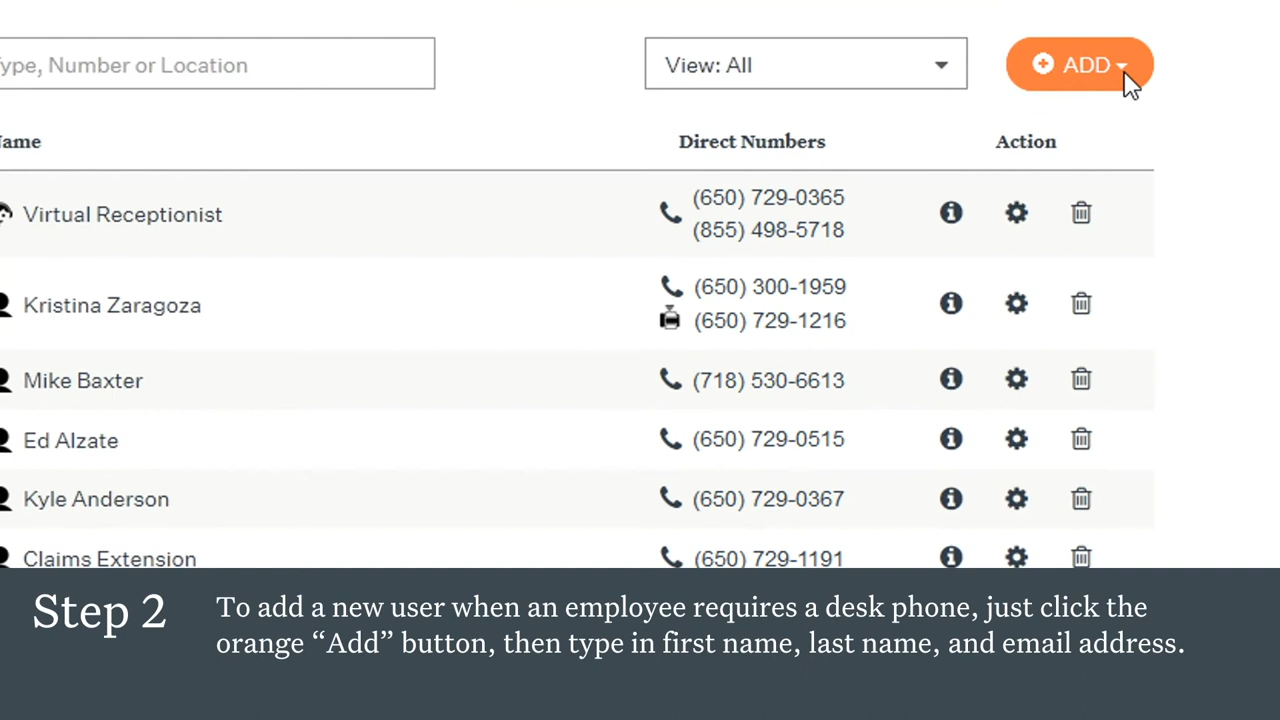 ype, Number or Location
View: All
ADD
ame
Direct Numbers
Action
Virtual Receptionist
(650) 729-0365
(855) 498-5718
Kristina Zaragoza
(650) 300-1959
(650) 729-1216
Mike Baxter
(718) 530-6613
Ed Alzate
(650) 729-0515
Kyle Anderson
(650) 729-0367
Claims Extension
(650) 729-1191
Step 2
To add a new user when an employee requires a desk phone, just click the
orange “Add” button, then type in first name, last name, and email address.